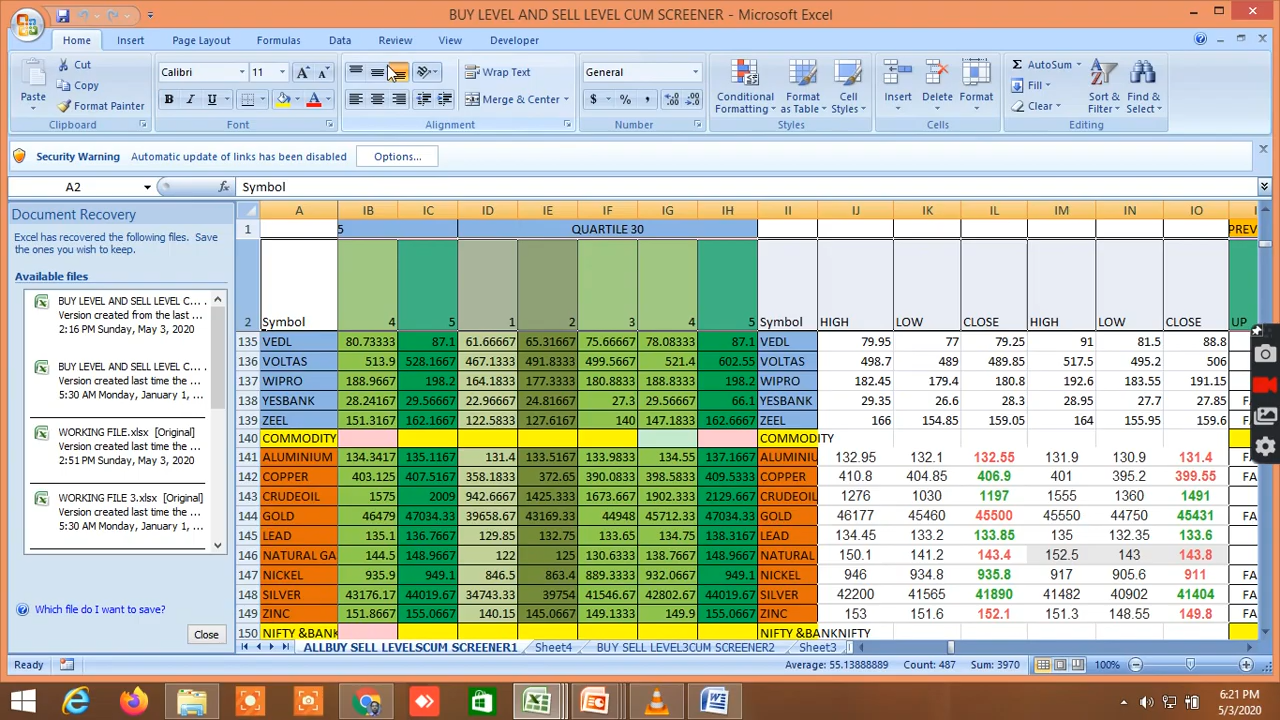 BUY LEVEL AND SELL LEVEL CUM SCREENER - Microsoft Excel
Home Insert Page Layout Formulas Data Review View Developer
Cut
Copy
Format Painter
Paste
Clipboard
Calibri 11
B I U
Font
Wrap Text
Merge & Center
Alignment
General
$ % ,
Number
Conditional Formatting
Format as Table
Cell Styles
Styles
Insert Delete Format
Cells
AutoSum
Fill
Clear
Sort & Filter
Find & Select
Editing
Security Warning Automatic update of links has been disabled Options...
A2 fx Symbol
Document Recovery
Excel has recovered the following files. Save
the ones you wish to keep.
Available files
BUY LEVEL AND SELL LEVEL C...
Version created from the last ...
2:16 PM Sunday, May 3, 2020
BUY LEVEL AND SELL LEVEL C...
Version created last time the ...
5:30 AM Monday, January 1, ...
WORKING FILE.xlsx [Original]
Version created last time the ...
2:51 PM Sunday, May 3, 2020
WORKING FILE 3.xlsx [Original]
Version created last time the ...
5:30 AM Monday, January 1, ...
Which file do I want to save?
Close
A IB IC ID IE IF IG IH II IJ IK IL IM IN IO
1 5 QUARTILE 30 PREV
2 Symbol 4 5 1 2 3 4 5 Symbol HIGH LOW CLOSE HIGH LOW CLOSE UP
135 VEDL 80.73333 87.1 61.66667 65.31667 75.66667 78.08333 87.1 VEDL 79.95 77 79.25 91 81.5 88.8
136 VOLTAS 513.9 528.1667 467.1333 491.8333 499.5667 521.4 602.55 VOLTAS 498.7 489 489.85 517.5 495.2 506
137 WIPRO 188.9667 198.2 164.1833 177.3333 180.8833 188.8333 198.2 WIPRO 182.45 179.4 180.8 192.6 183.55 191.15
138 YESBANK 28.24167 29.56667 22.96667 24.81667 27.3 29.56667 66.1 YESBANK 29.35 26.6 28.3 28.95 27.7 27.85 FA
139 ZEEL 151.3167 162.6667 122.5833 127.6167 140 147.1833 162.6667 ZEEL 166 154.05 159.05 164 155.9 159.6
140 COMMODITY COMMODITY
141 ALUMINIUM 134.3417 135.1167 131.4 133.5167 133.9833 134.55 137.1667 ALUMINIU 132.95 132.1 132.55 131.9 130.9 131.4 FA
142 COPPER 403.125 407.5167 358.1833 372.65 390.0833 398.5833 409.5333 COPPER 410.8 404.85 406.9 401 395.2 399.55 FA
143 CRUDEOIL 1575 2009 942.6667 1425.333 1673.667 1902.333 2129.667 CRUDEOIL 1276 1030 1197 1555 1360 1491
144 GOLD 46479 47034.33 39658.67 43169.33 44948 45712.33 47034.33 GOLD 46177 45460 45500 45550 44750 45431 FA
145 LEAD 135.1 136.7667 129.85 132.75 133.65 134.75 138.3167 LEAD 134.45 133.2 133.85 135 132.35 133.6
146 NATURAL GA 144.5 148.9667 122 125 130.6333 138.7667 148.9667 NATURAL 150.1 141.2 143.4 152.5 143 143.8
147 NICKEL 935.9 949.1 846.5 863.4 889.3333 932.0667 949.1 NICKEL 946 934.8 935.8 917 905.6 911 FA
148 SILVER 43176.17 44019.67 34743.33 39754 41546.67 42802.67 44019.67 SILVER 42200 41565 41890 41482 40902 41404 FA
149 ZINC 151.8667 155.0667 140.15 145.0667 149.1333 149.9 155.0667 ZINC 153 151.6 152.1 151.3 148.55 149.8 FA
150 NIFTY &BANK NIFTY &BANKNIFTY
ALLBUY SELL LEVELSCUM SCREENER1 Sheet4 BUY SELL LEVEL3CUM SCREENER2 Sheet3
Ready Average: 55.13888889 Count: 487 Sum: 3970 100%
6:21 PM
5/3/2020